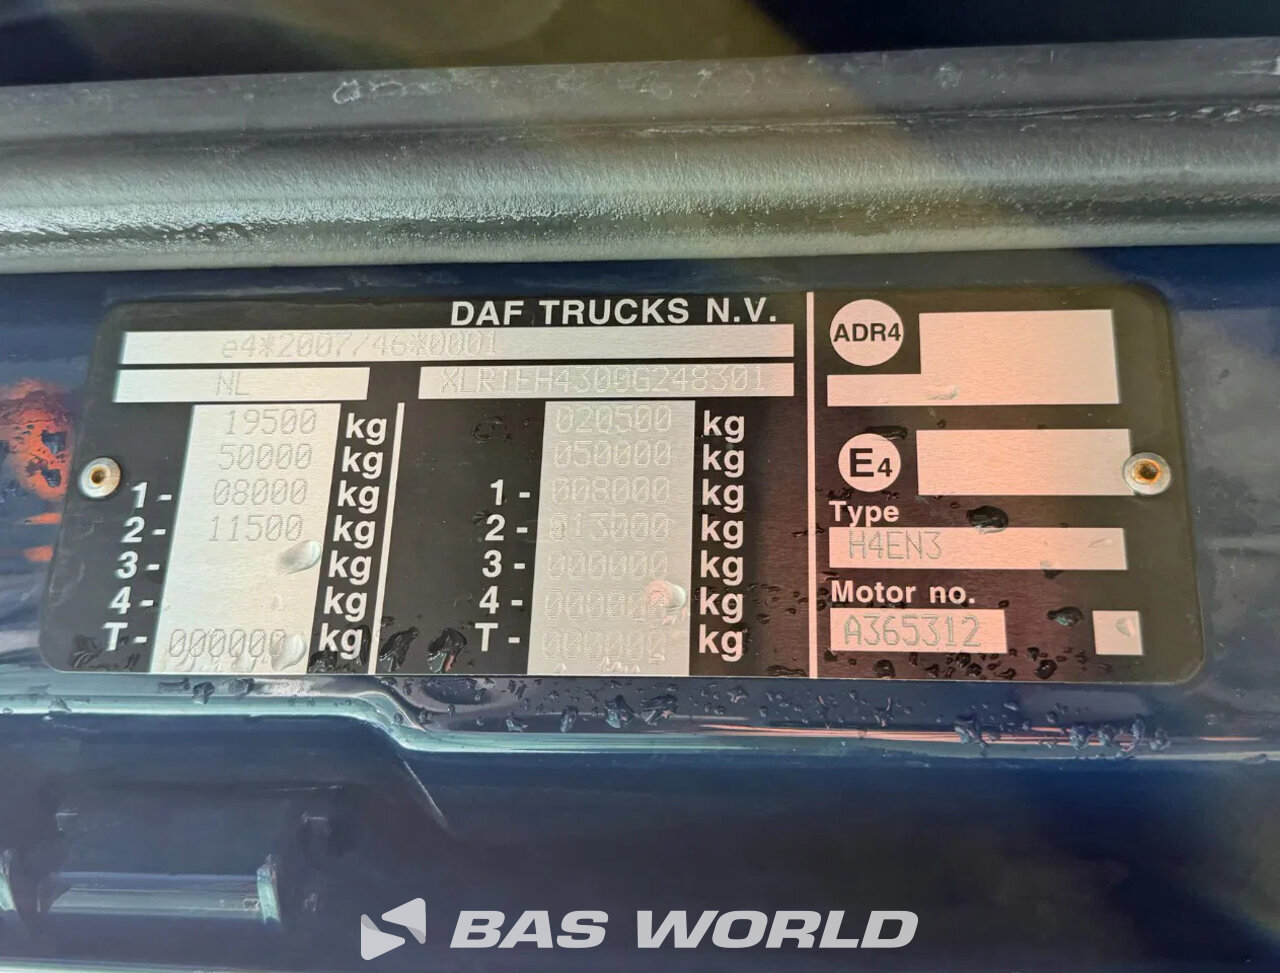 DAF TRUCKS N.V.
e4*2007/46*0001
NL XLRTEH4300G248301
19500 kg 020500 kg
50000 kg 050000 kg
1- 08000 kg 1- 008000 kg
2- 11500 kg 2- 013000 kg
3- kg 3- 000000 kg
4- kg 4- 000000 kg
T- 000000 kg T- 000000 kg
ADR4
E4
Type
H4EN3
Motor no.
A365312
BAS WORLD